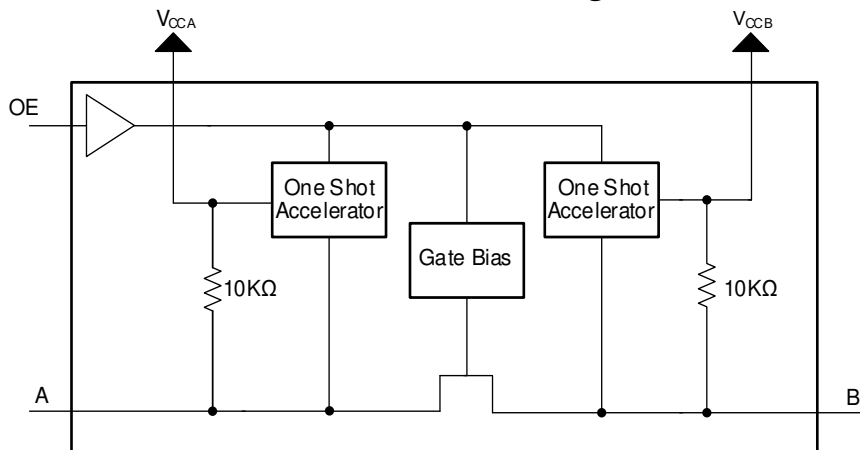 VCCA
VCCB
OE
One Shot
Accelerator
One Shot
Accelerator
Gate Bias
10KΩ
10KΩ
A
B